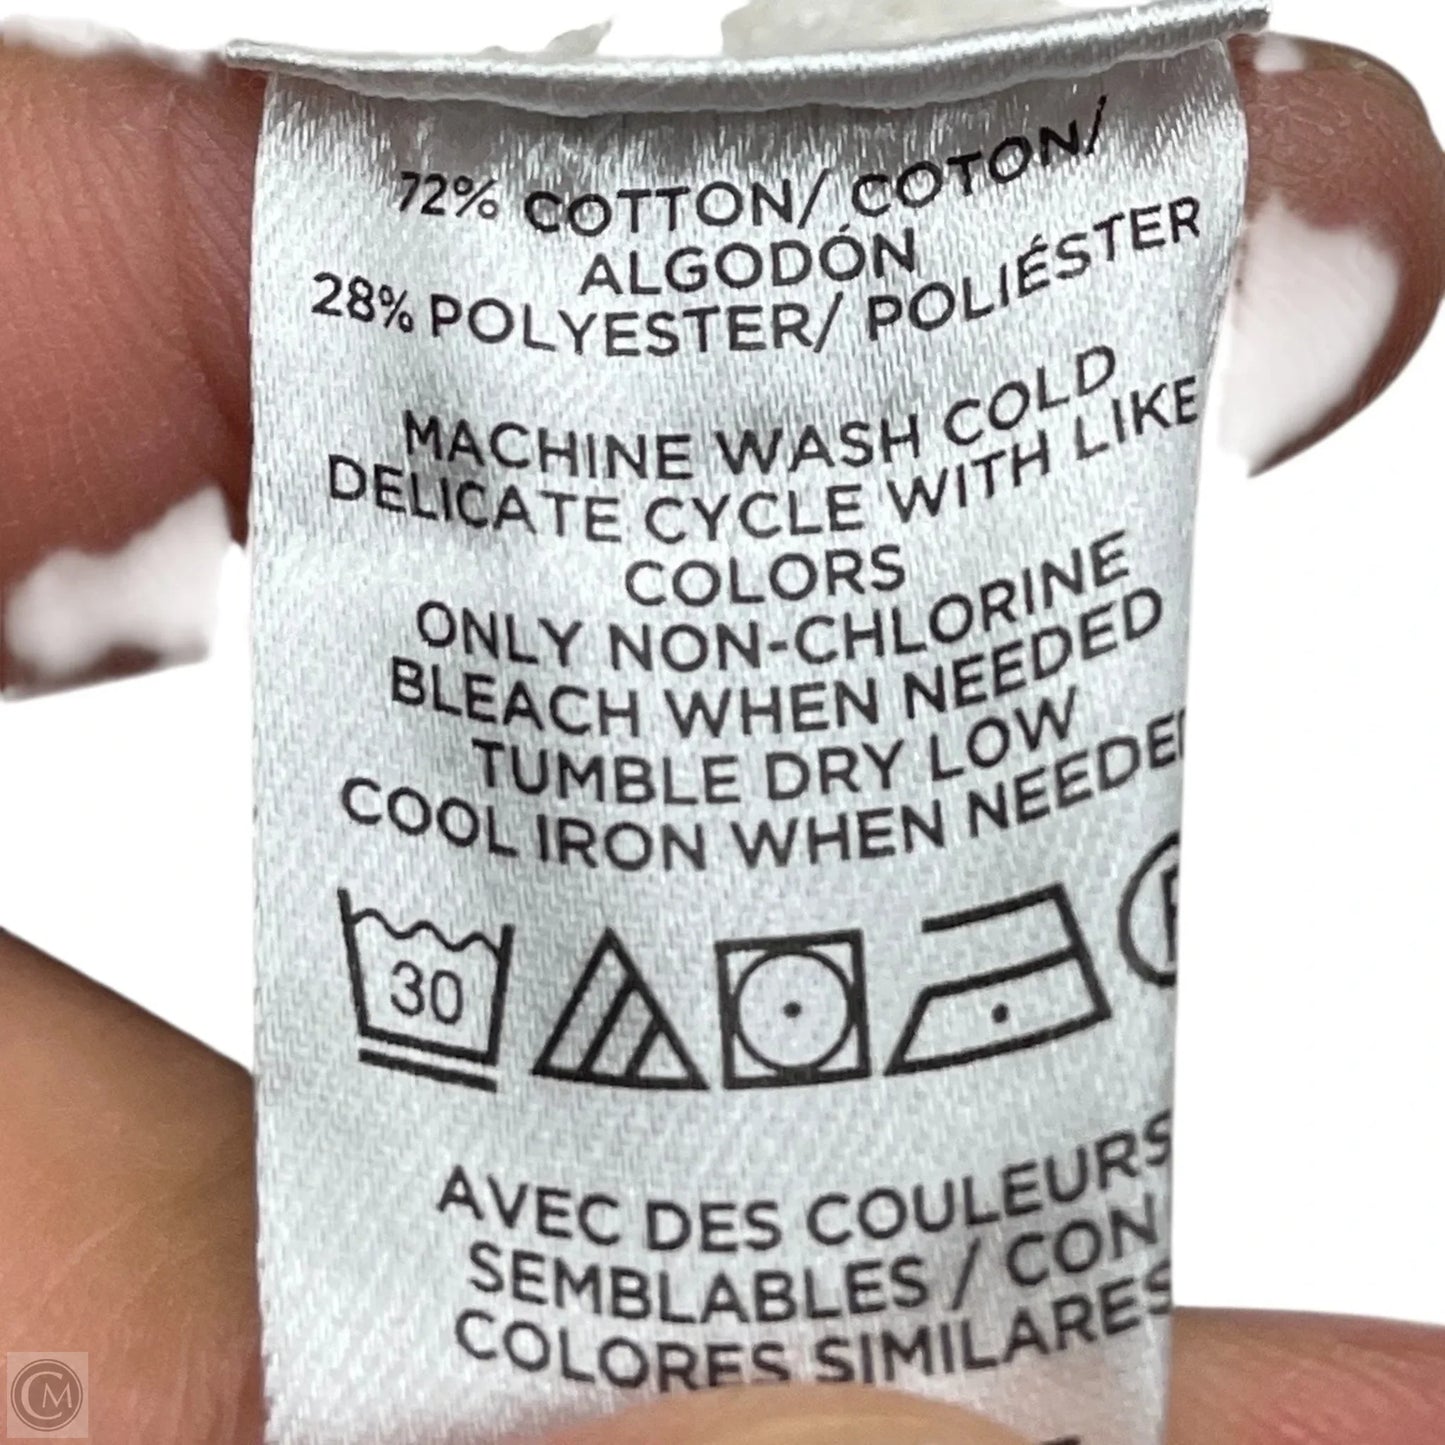 72% COTTON/ COTON/
ALGODÓN
28% POLYESTER/ POLIÉSTER
MACHINE WASH COLD
DELICATE CYCLE WITH LIKE
COLORS
ONLY NON-CHLORINE
BLEACH WHEN NEEDED
TUMBLE DRY LOW
COOL IRON WHEN NEEDED
30
AVEC DES COULEURS
SEMBLABLES / CON
COLORES SIMILARES
CM